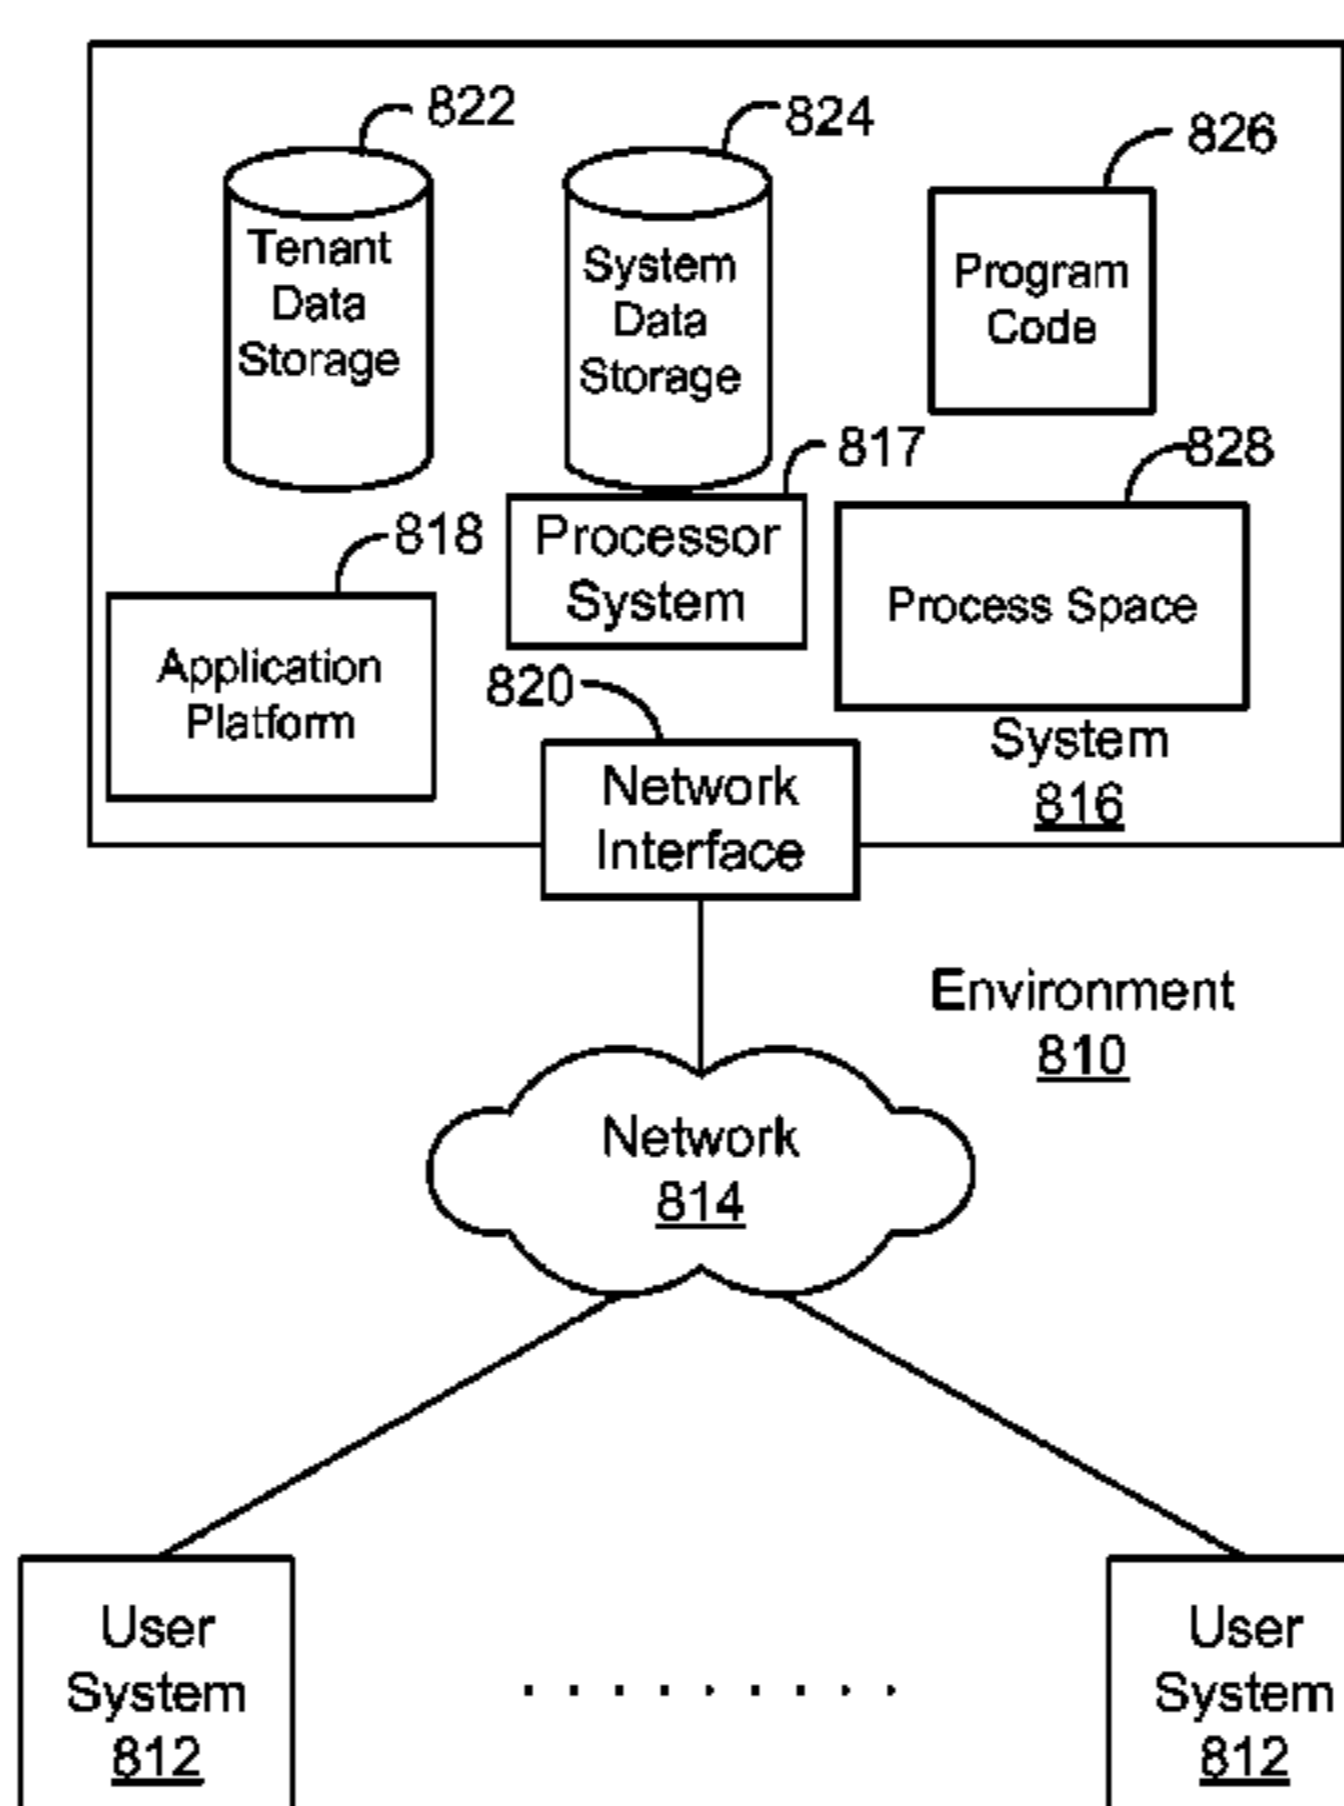 822
824
826
Tenant
Data
Storage
System
Data
Storage
Program
Code
817
828
818
Processor
System
Process Space
Application
Platform
820
System
816
Network
Interface
Environment
810
Network
814
User
System
812
. . . . . . . . .
User
System
812